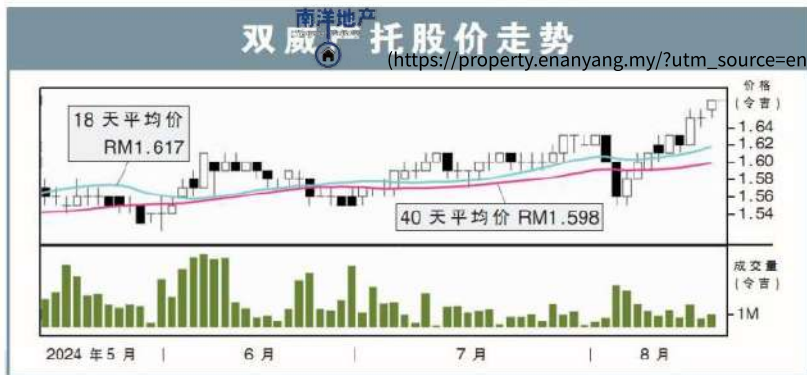 南洋地产
双威产托股价走势
(https://property.enanyang.my/?utm_source=en
价格
(令吉)
18 天平均价
RM1.617
1.64
1.62
1.60
1.58
1.56
1.54
40 天平均价 RM1.598
成交量
(令吉)
1M
2024 年 5 月
6 月
7 月
8 月